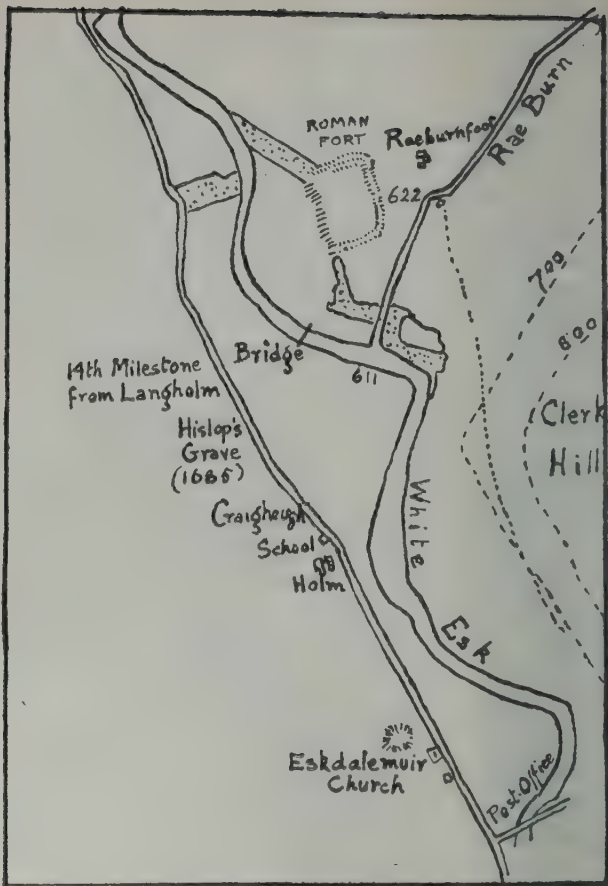 ROMAN
FORT
Raeburnfoot
Rae Burn
622
700
800
Bridge
611
14th Milestone
from Langholm
Hislop's
Grave
(1685)
Clerk
Hill
White
Esk
Craighaugh
School
Holm
Eskdalemuir
Church
Post-Office